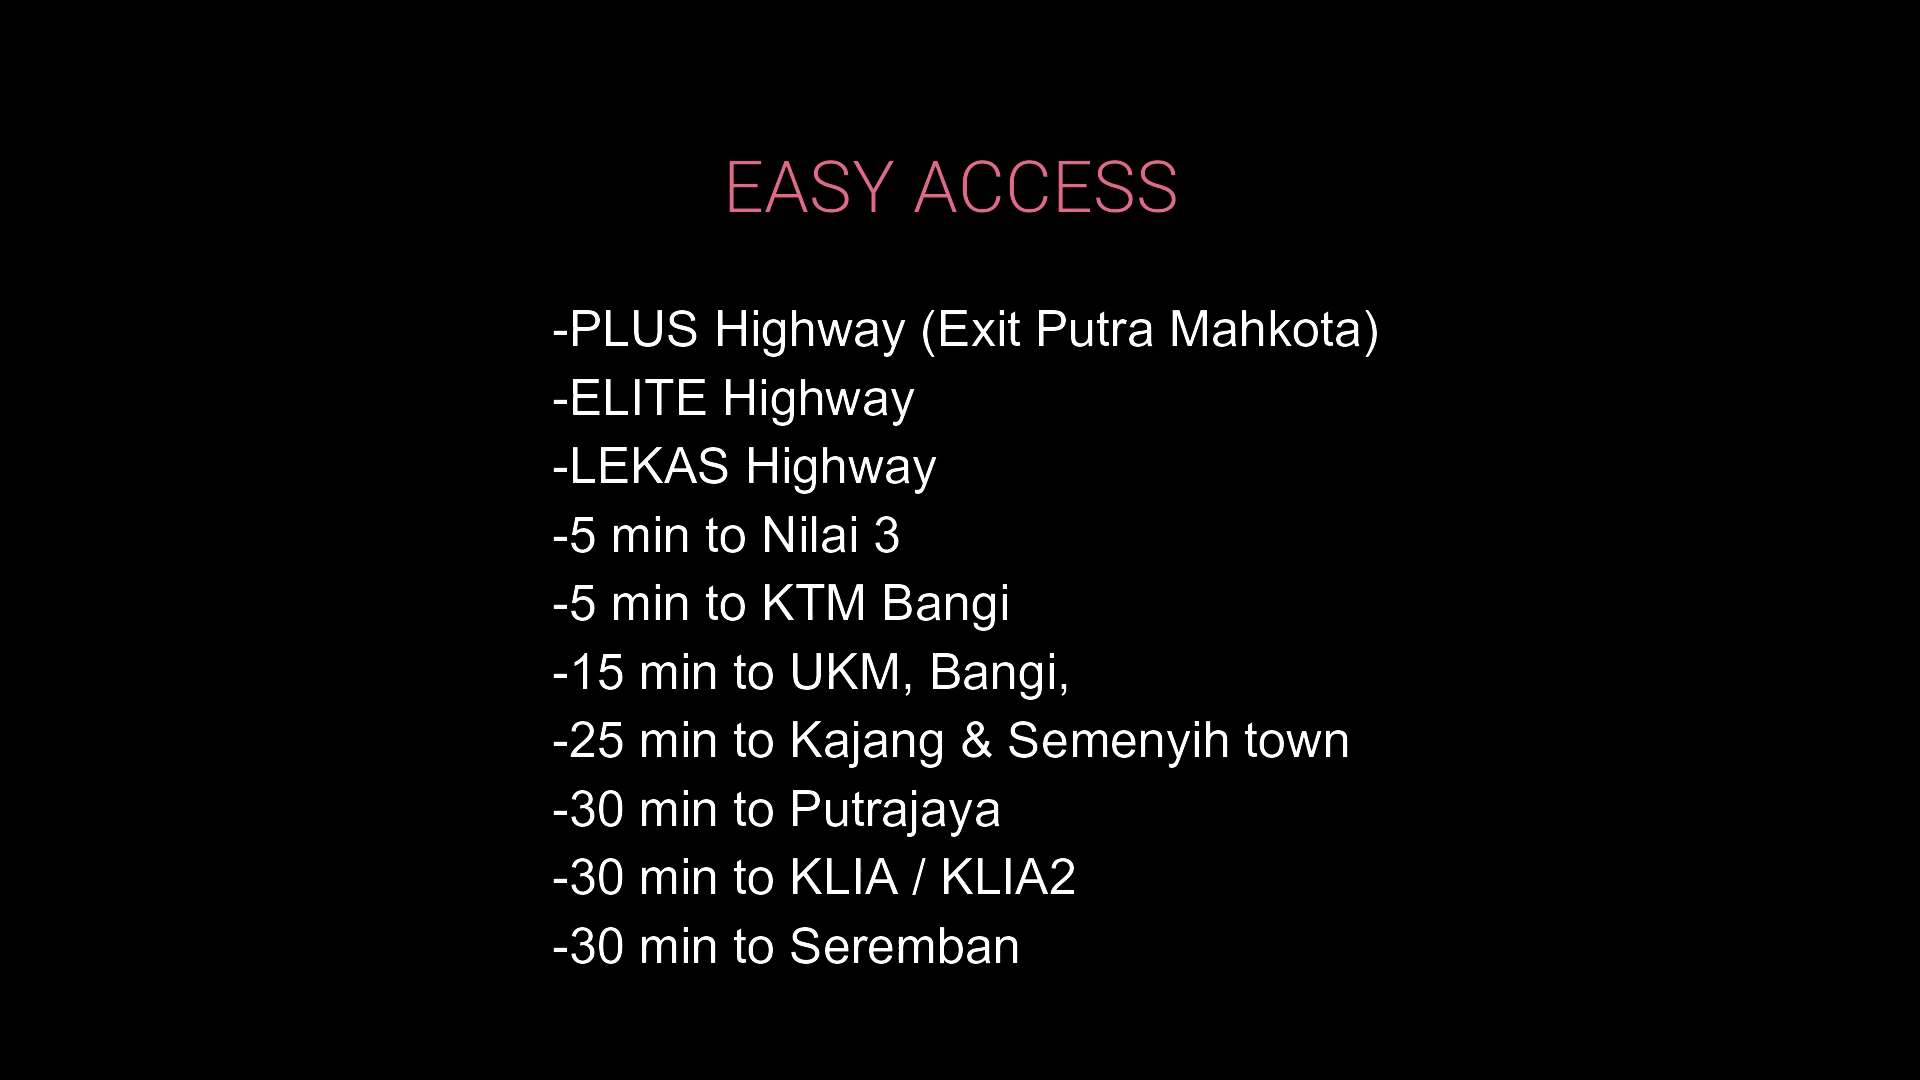 EASY ACCESS
-PLUS Highway (Exit Putra Mahkota)
-ELITE Highway
-LEKAS Highway
-5 min to Nilai 3
-5 min to KTM Bangi
-15 min to UKM, Bangi,
-25 min to Kajang & Semenyih town
-30 min to Putrajaya
-30 min to KLIA / KLIA2
-30 min to Seremban